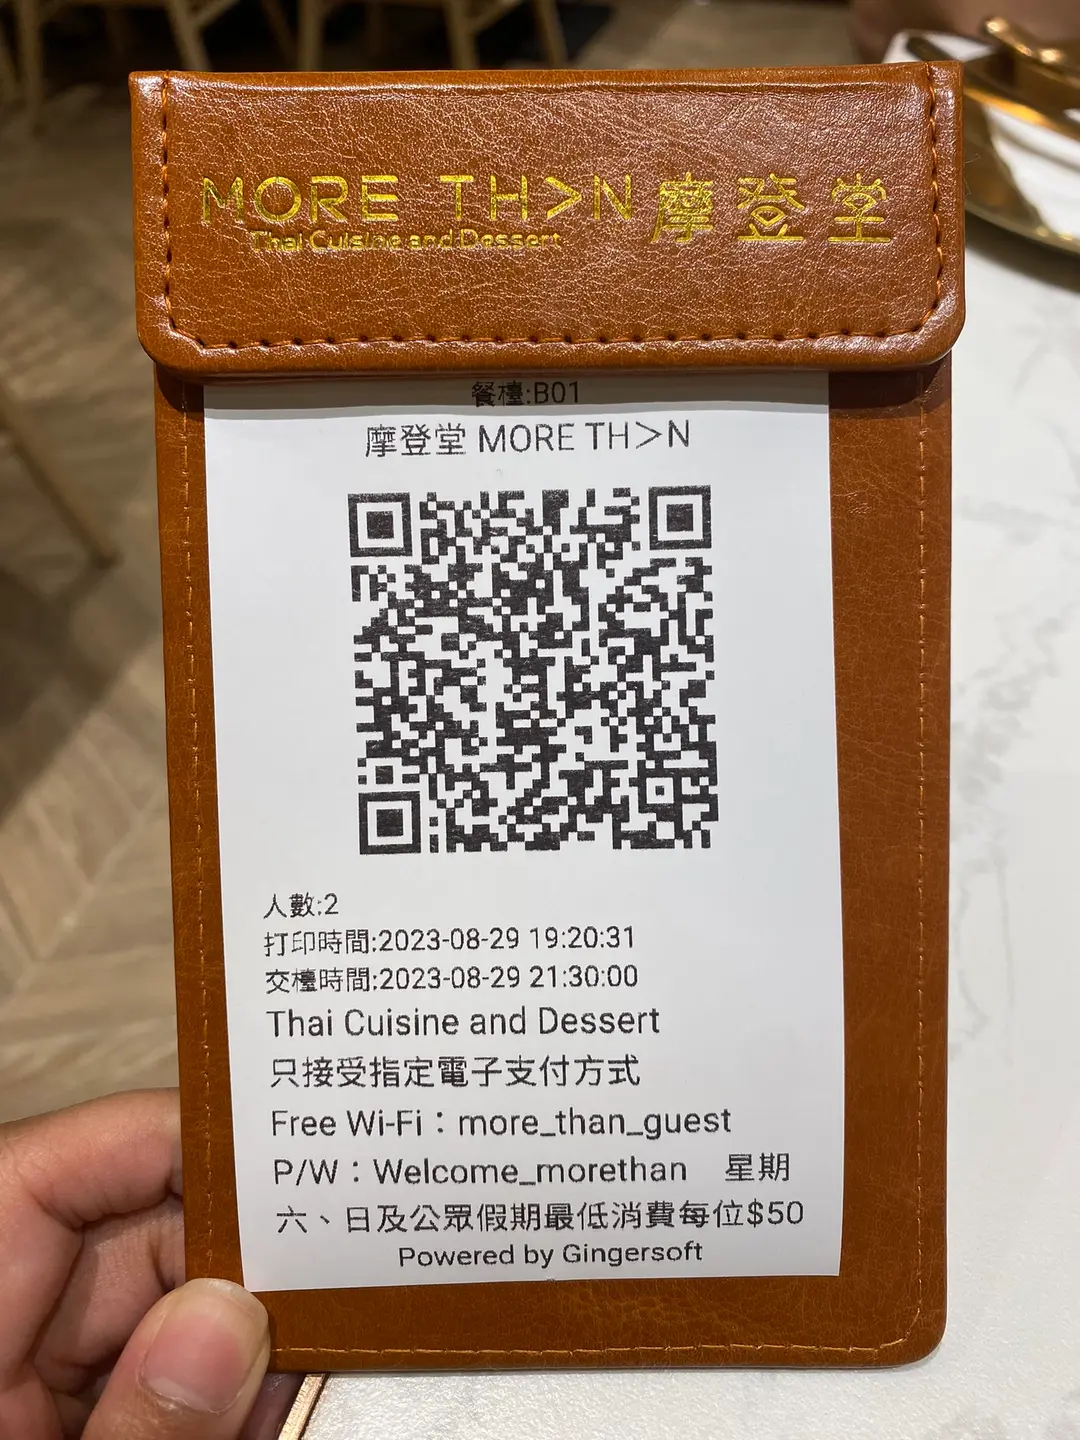 MORE TH>N 摩登堂
Thai Cuisine and Dessert
餐檯:B01
摩登堂 MORE TH>N
人數:2
打印時間:2023-08-29 19:20:31
交檯時間:2023-08-29 21:30:00
Thai Cuisine and Dessert
只接受指定電子支付方式
Free Wi-Fi：more_than_guest
P/W：Welcome_morethan 星期
六、日及公眾假期最低消費每位$50
Powered by Gingersoft